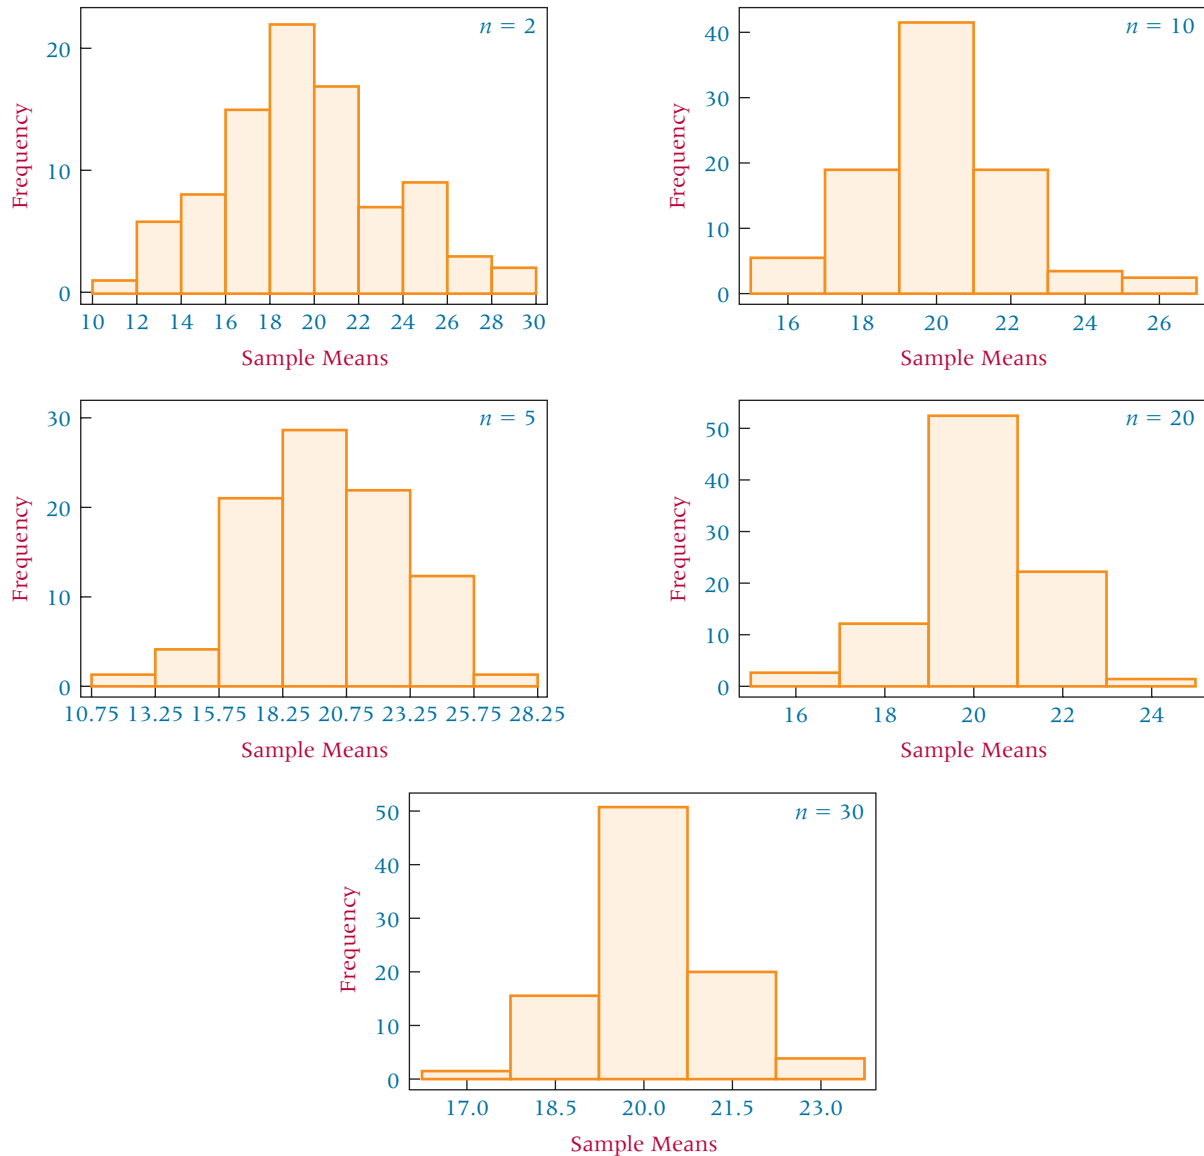 n = 2
Frequency
20
10
0
10 12 14 16 18 20 22 24 26 28 30
Sample Means
n = 10
Frequency
40
30
20
10
0
16 18 20 22 24 26
Sample Means
n = 5
Frequency
30
20
10
0
10.75 13.25 15.75 18.25 20.75 23.25 25.75 28.25
Sample Means
n = 20
Frequency
50
40
30
20
10
0
16 18 20 22 24
Sample Means
n = 30
Frequency
50
40
30
20
10
0
17.0 18.5 20.0 21.5 23.0
Sample Means